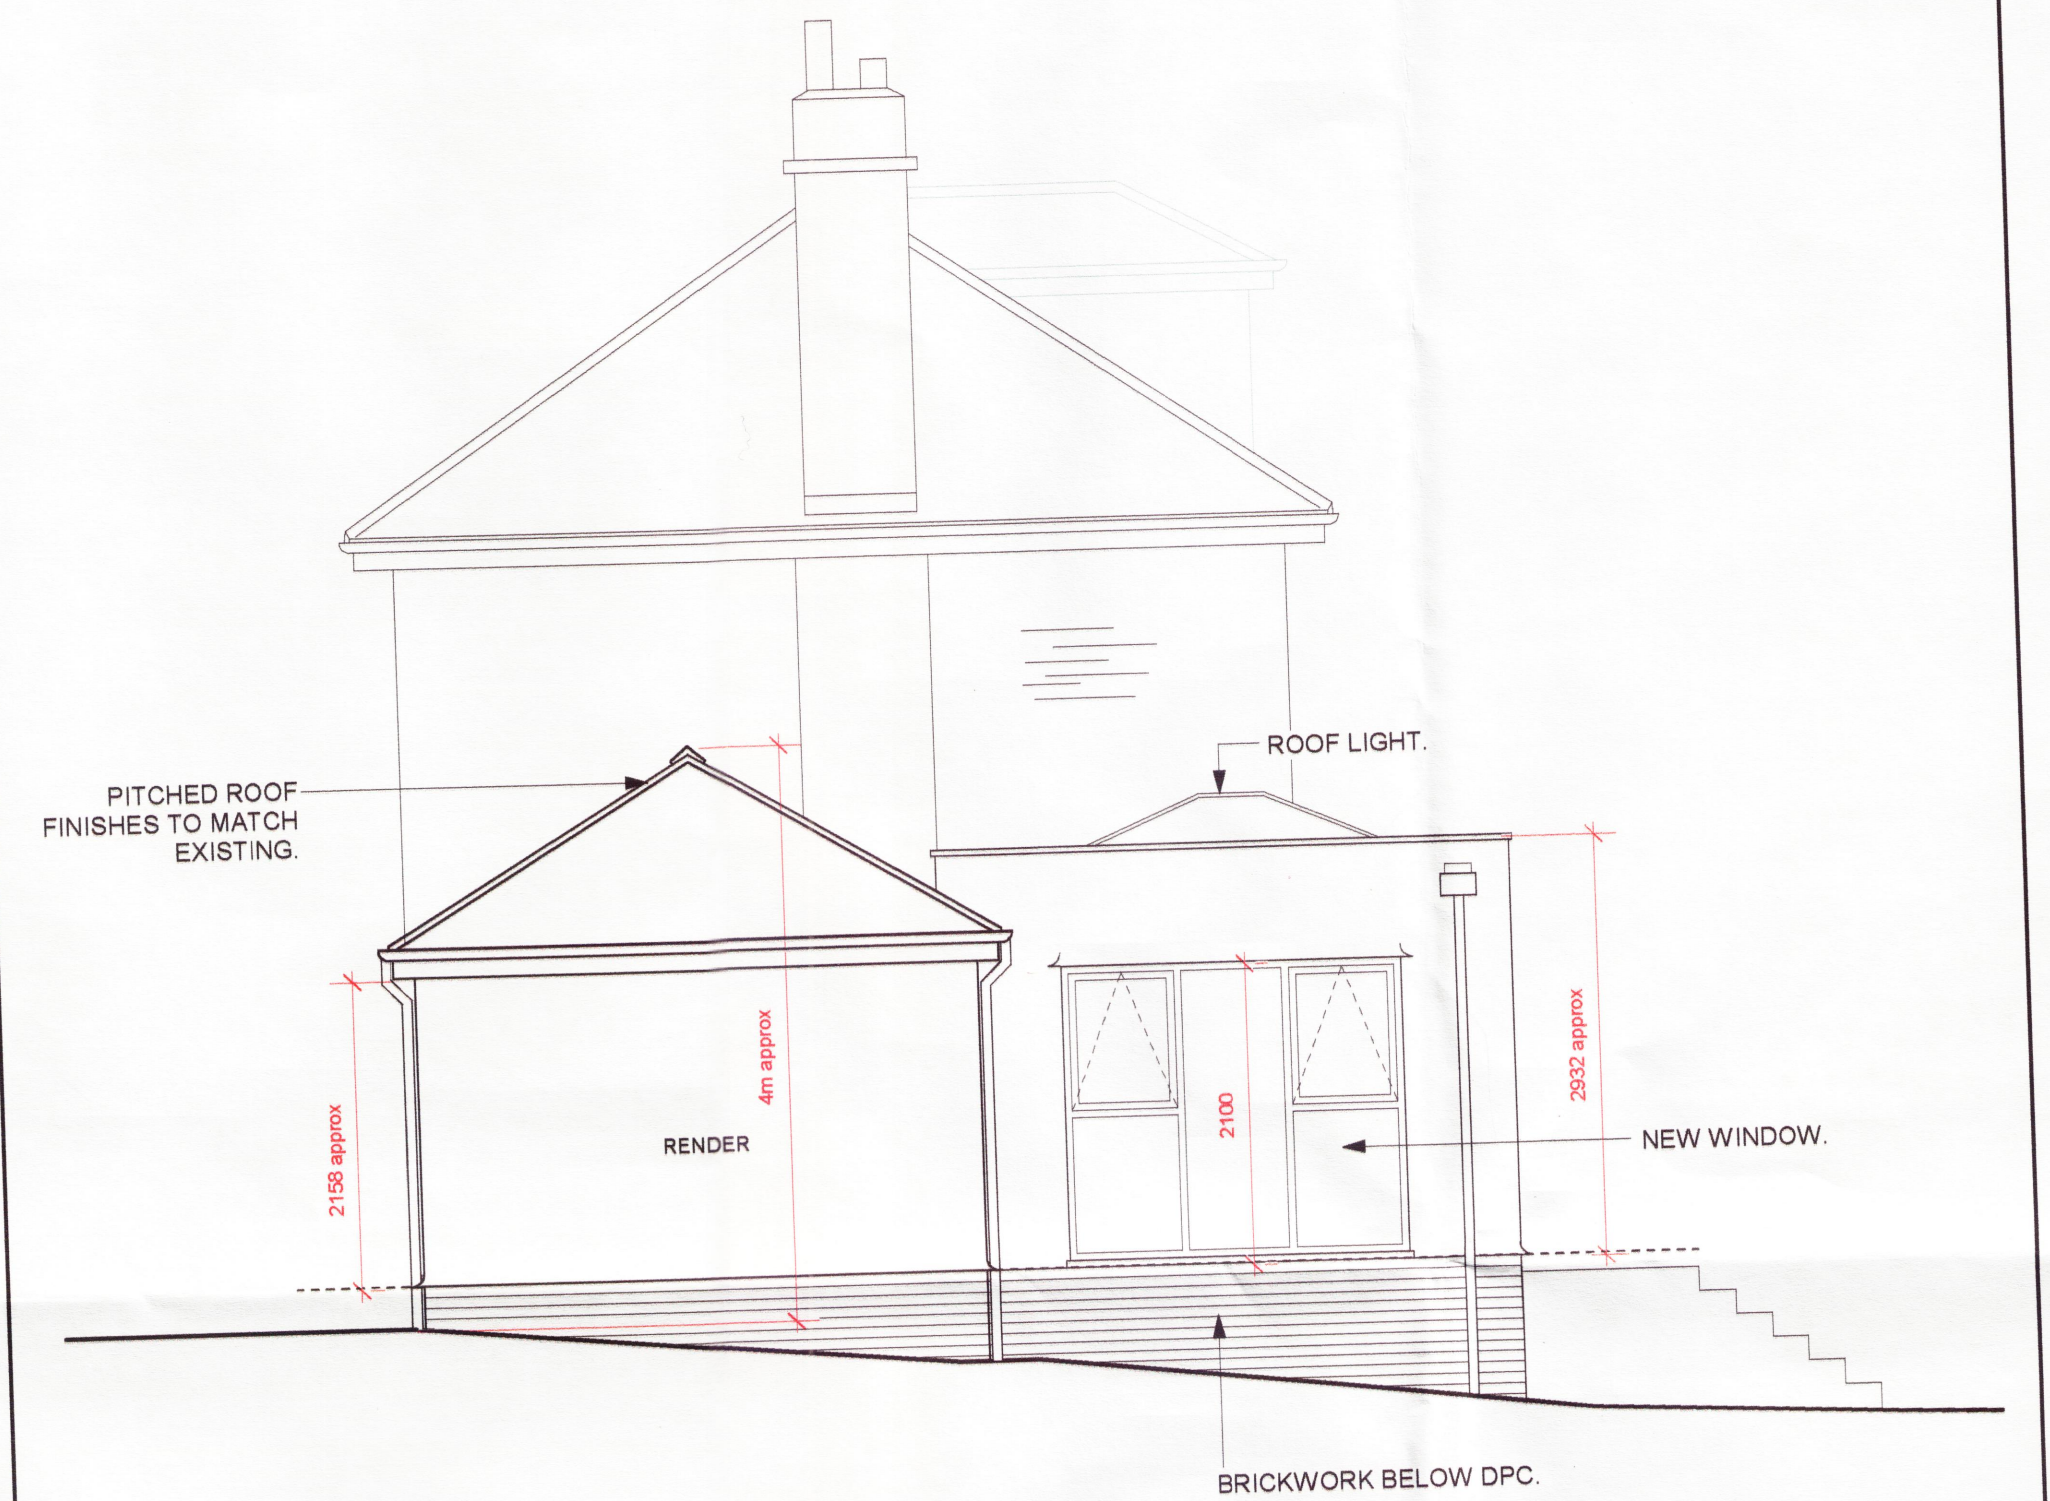 ROOF LIGHT.
PITCHED ROOF
FINISHES TO MATCH
EXISTING.
2932 approx
4m approx
2100
2158 approx
RENDER
NEW WINDOW.
BRICKWORK BELOW DPC.